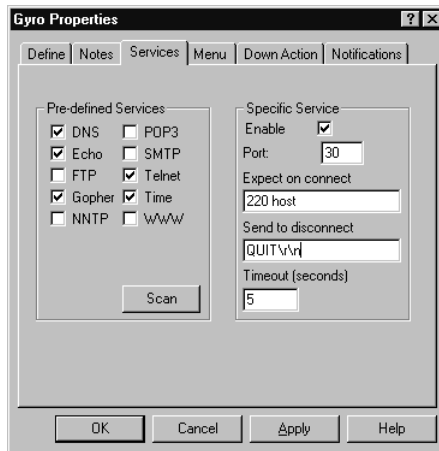 Gyro Properties
Define Notes Services Menu Down Action Notifications
Pre-defined Services
DNS POP3
Echo SMTP
FTP Telnet
Gopher Time
NNTP WWW
Scan
Specific Service
Enable
Port: 30
Expect on connect
220 host
Send to disconnect
QUIT\r\n
Timeout (seconds)
5
OK Cancel Apply Help